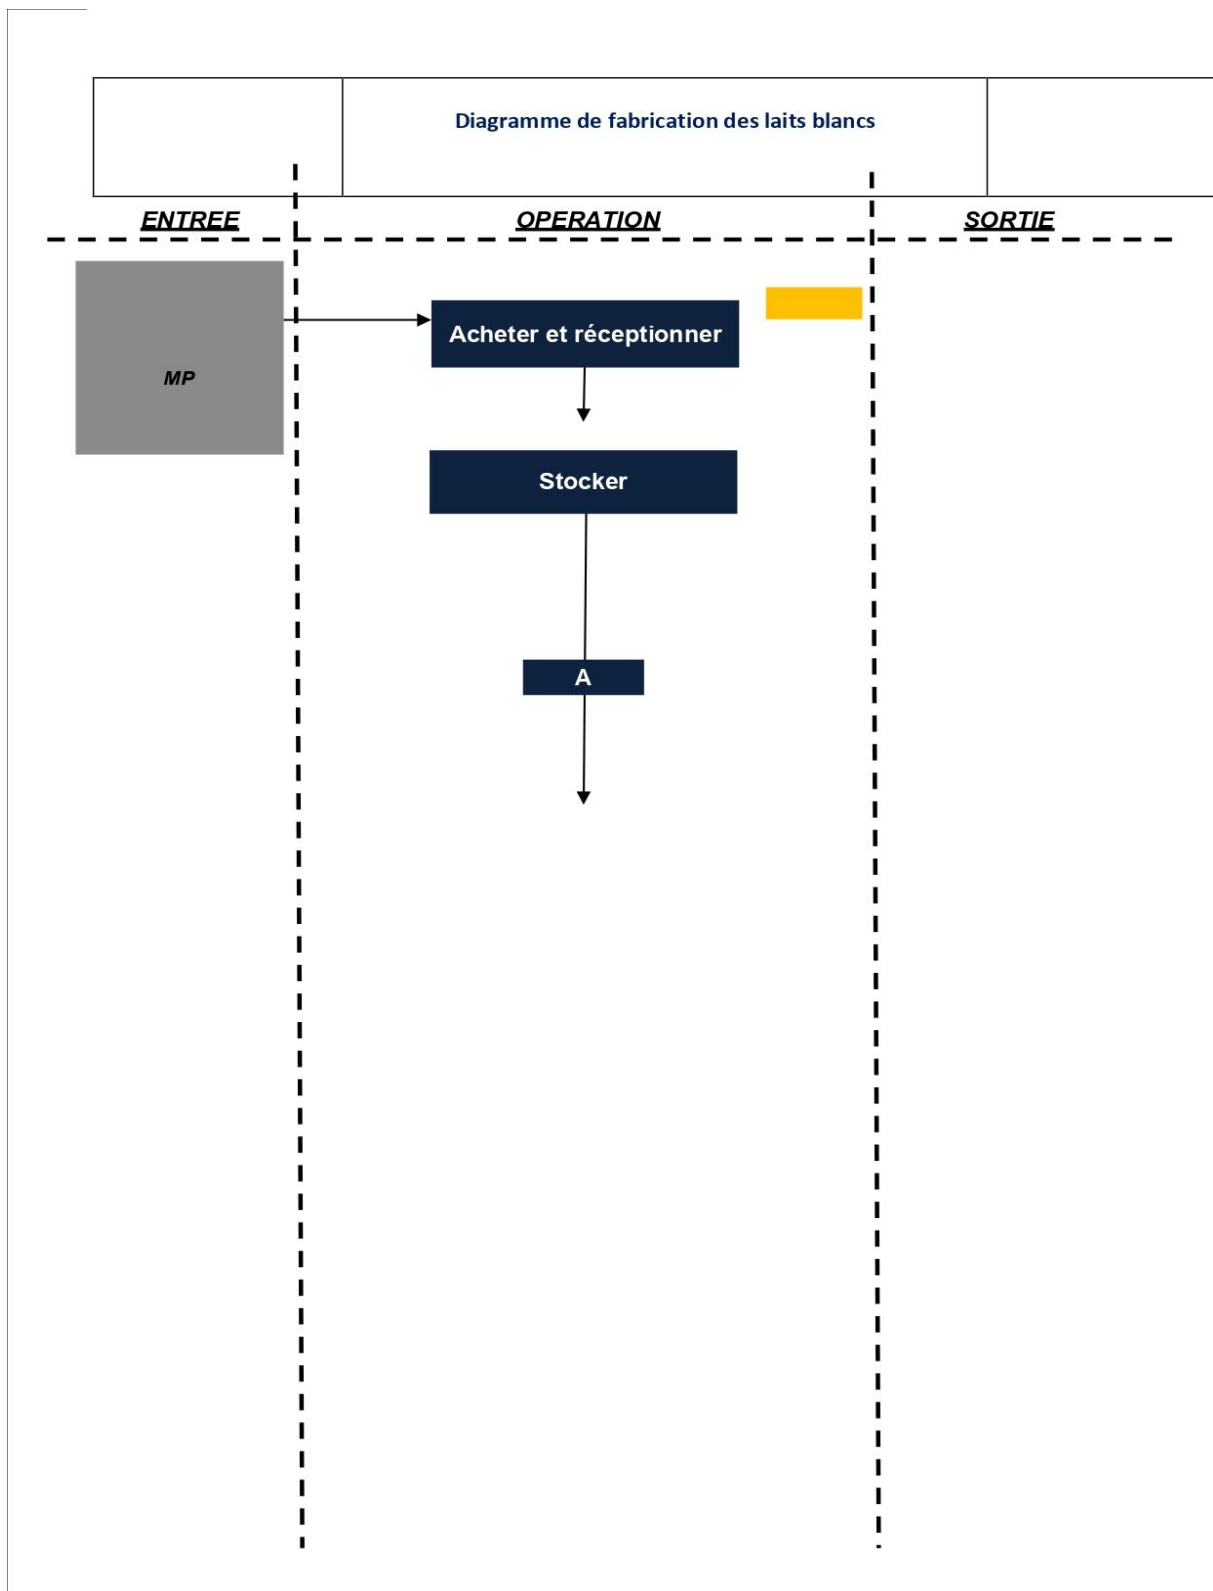 Diagramme de fabrication des laits blancs
ENTREE OPERATION SORTIE
Acheter et réceptionner
MP
Stocker
A